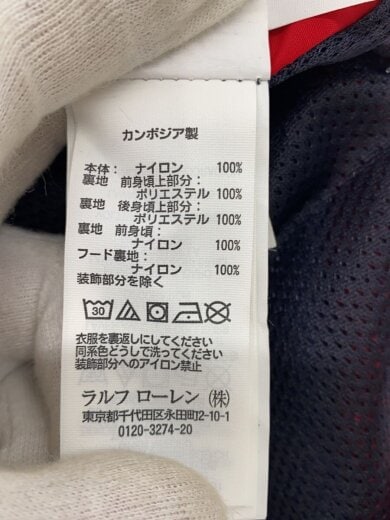 カンボジア製
本体： ナイロン 100%
裏地 前身頃上部分：
ポリエステル 100%
裏地 後身頃上部分：
ポリエステル 100%
裏地 前身頃：
ナイロン 100%
フード裏地：
ナイロン 100%
装飾部分を除く
30
衣服を裏返しにしてください
同系色どうしで洗ってください
装飾部分へのアイロン禁止
ラルフ ローレン（株）
東京都千代田区永田町2-10-1
0120-3274-20